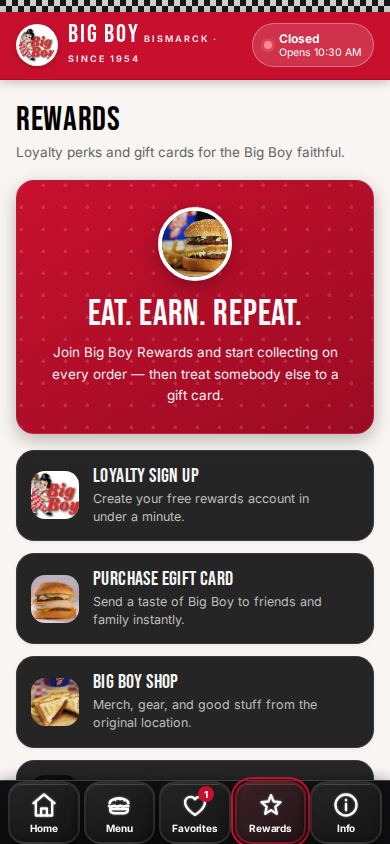 BIG BOY BISMARCK ·
SINCE 1954
Closed
Opens 10:30 AM
REWARDS
Loyalty perks and gift cards for the Big Boy faithful.
EAT. EARN. REPEAT.
Join Big Boy Rewards and start collecting on
every order — then treat somebody else to a
gift card.
Big
Boy
LOYALTY SIGN UP
Create your free rewards account in
under a minute.
PURCHASE EGIFT CARD
Send a taste of Big Boy to friends and
family instantly.
BIG BOY SHOP
Merch, gear, and good stuff from the
original location.
Home
Menu
1
Favorites
Rewards
Info